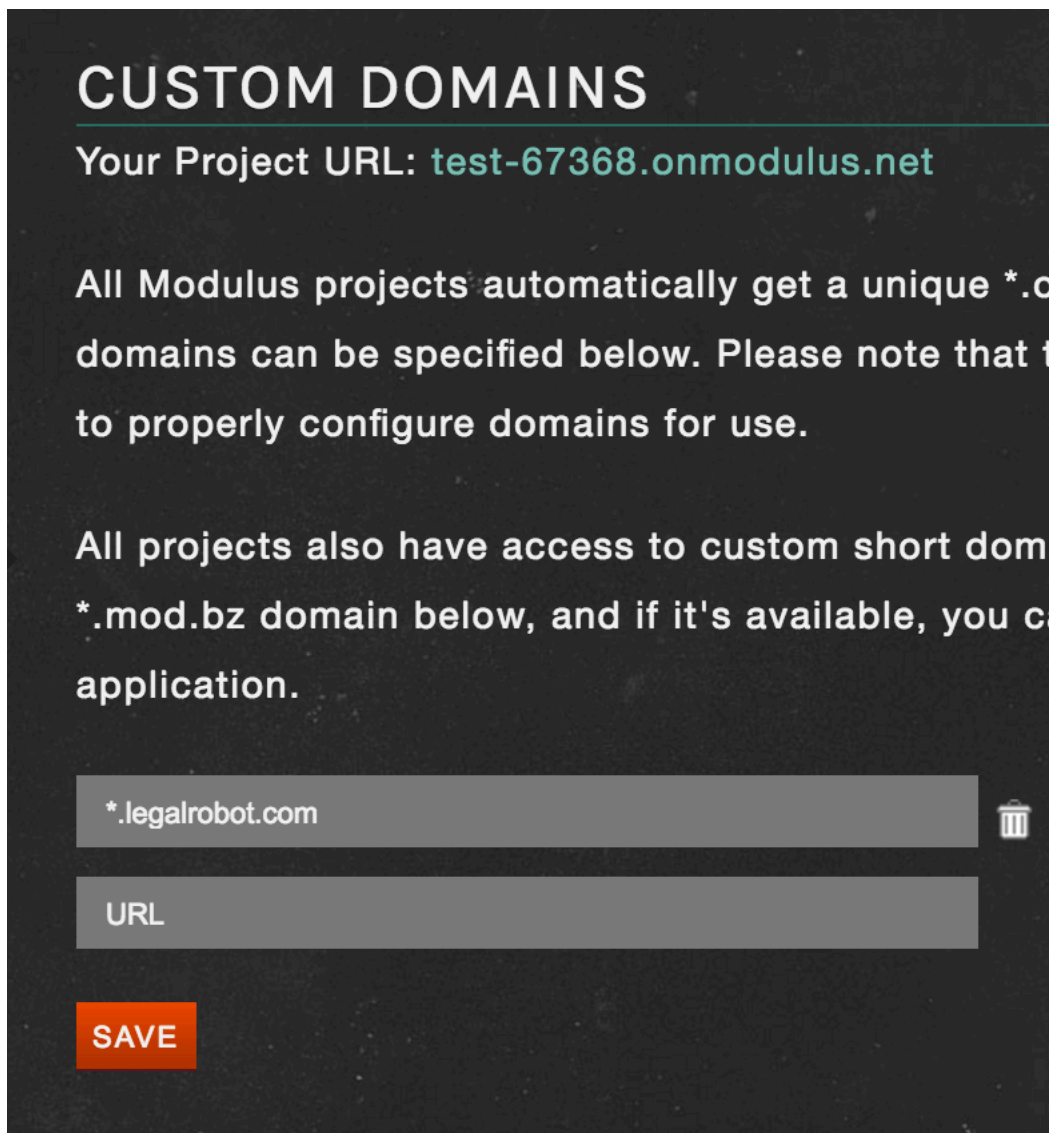 CUSTOM DOMAINS
Your Project URL: test-67368.onmodulus.net
All Modulus projects automatically get a unique *.
domains can be specified below. Please note that
to properly configure domains for use.
All projects also have access to custom short
*.mod.bz domain below, and if it's available, you
application.
*.legalrobot.com
URL
SAVE